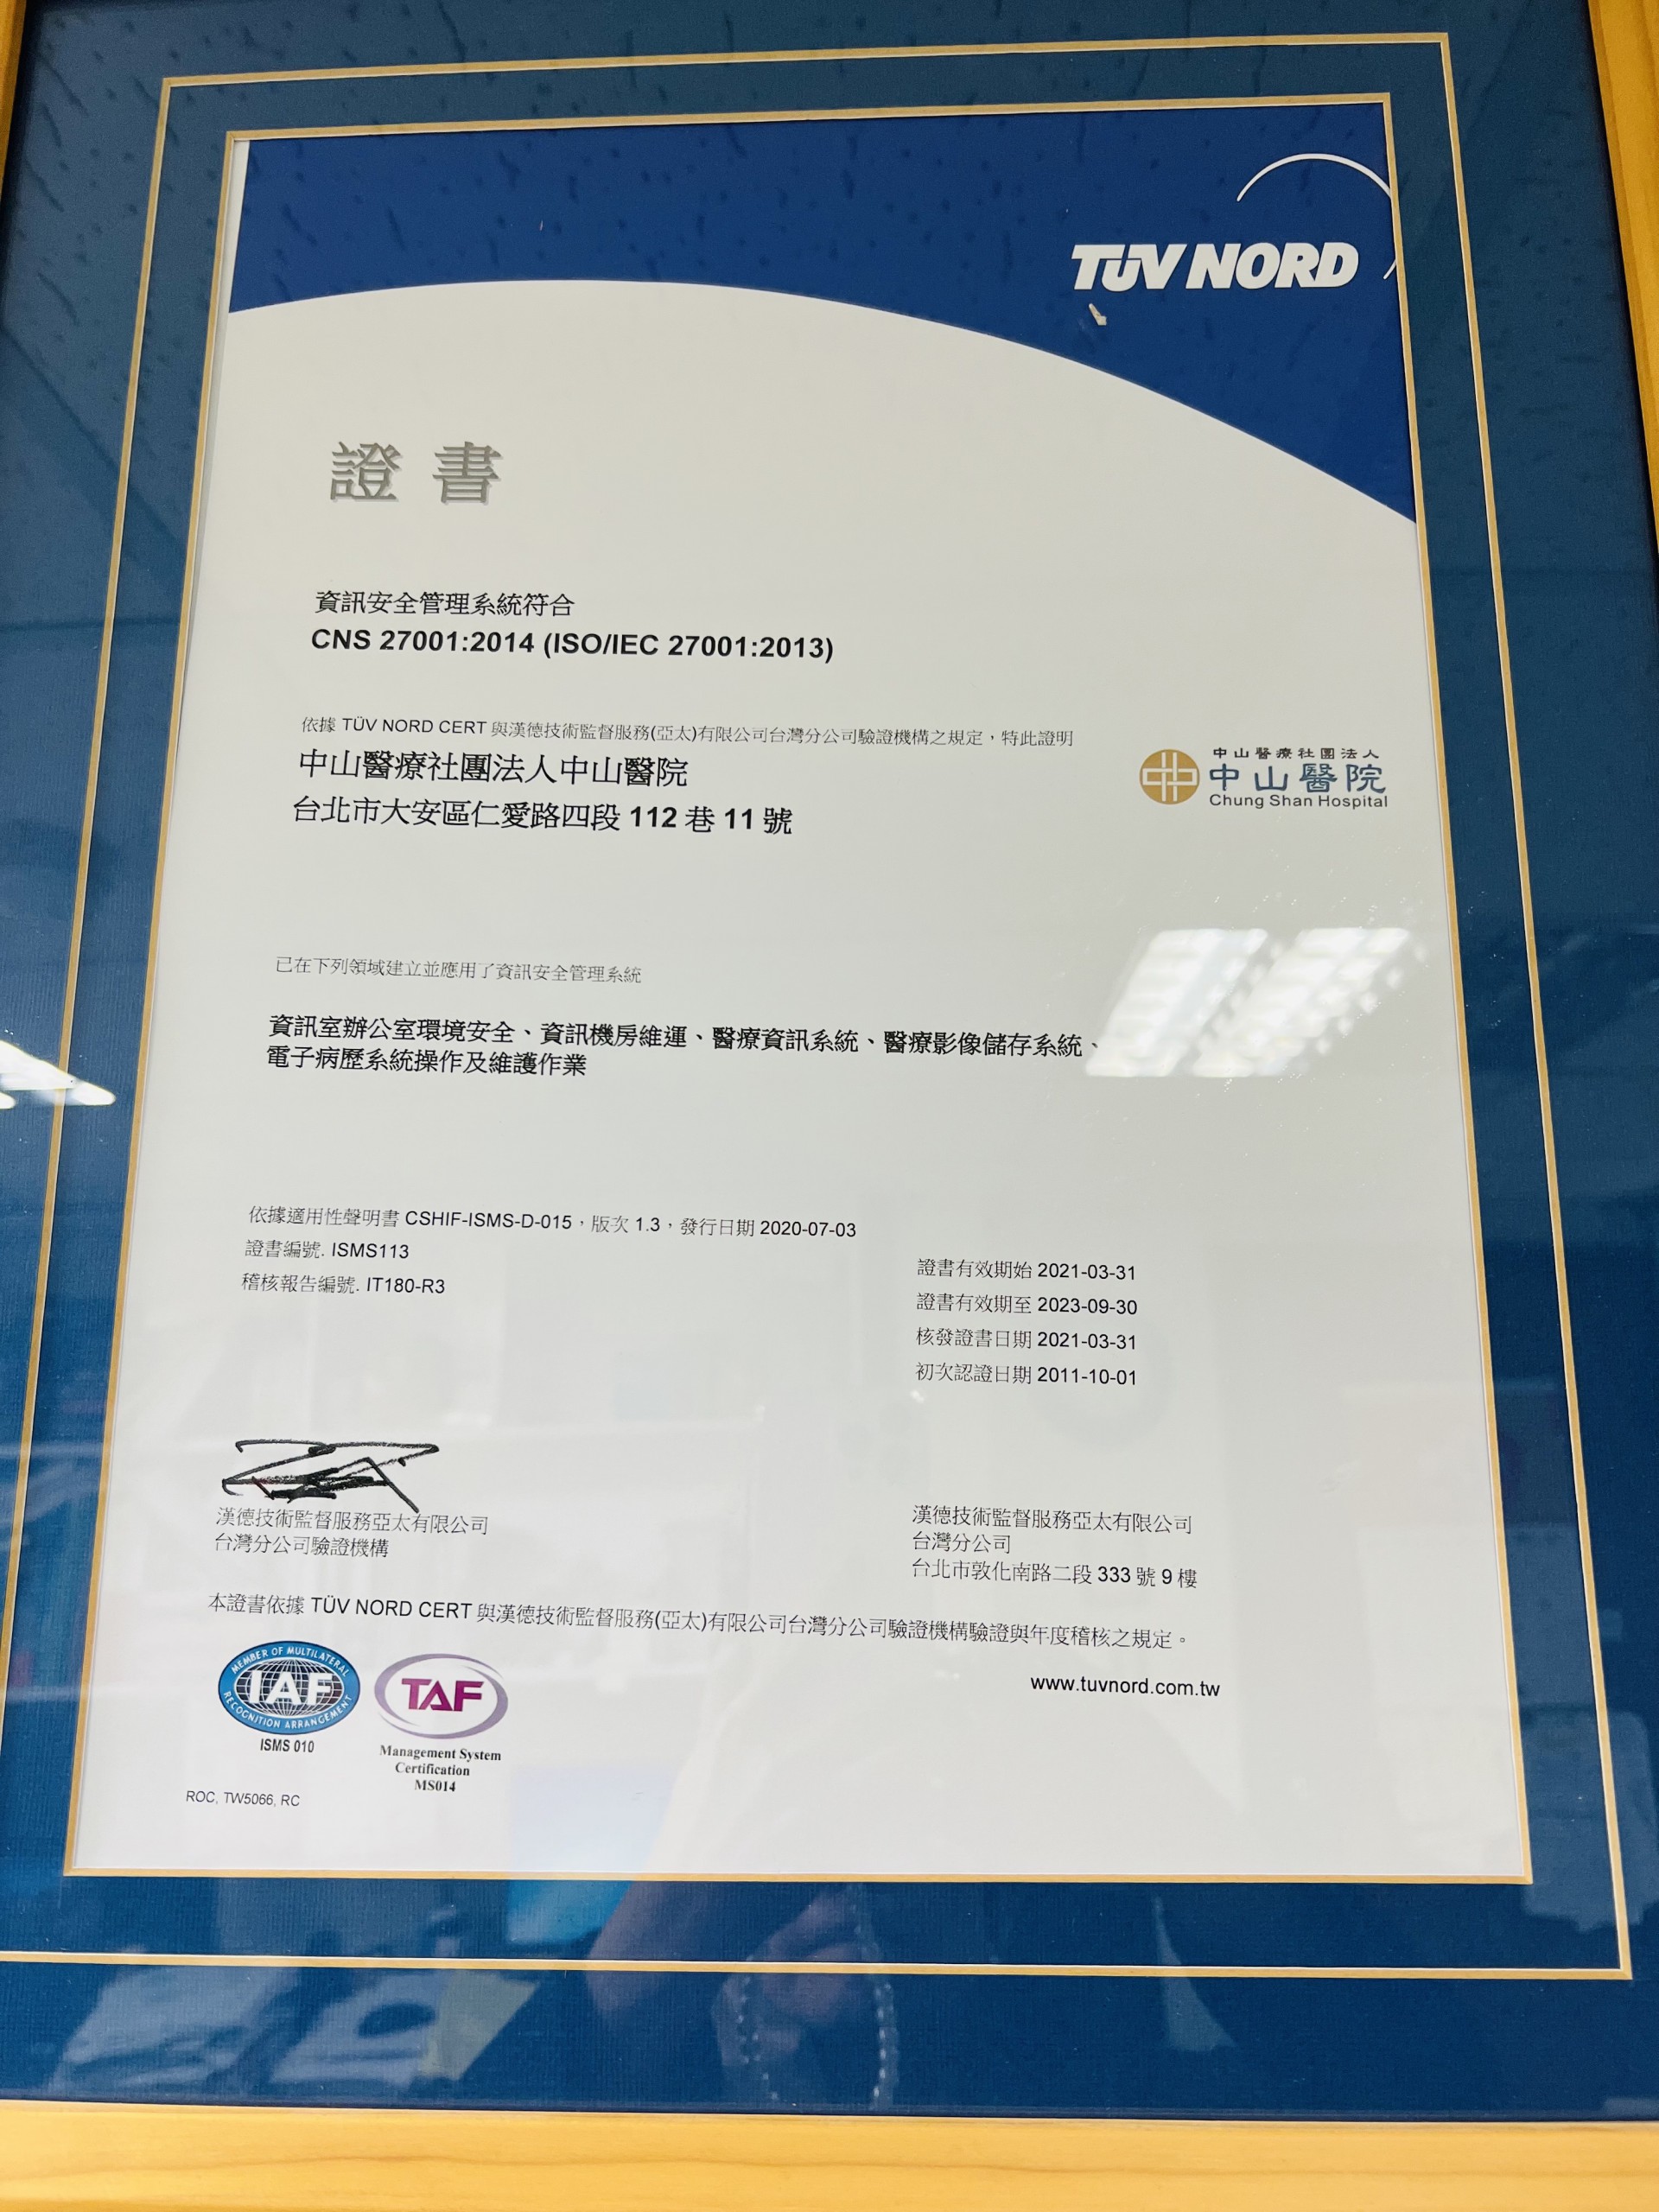 TÜV NORD
證書
資訊安全管理系統符合
CNS 27001:2014 (ISO/IEC 27001:2013)
依據 TÜV NORD CERT 與漢德技術監督服務(亞太)有限公司台灣分公司驗證機構之規定，特此證明
中山醫療社團法人中山醫院
台北市大安區仁愛路四段 112 巷 11 號
中山醫療社團法人
中山醫院
Chung Shan Hospital
已在下列領域建立並應用了資訊安全管理系統
資訊室辦公室環境安全、資訊機房維運、醫療資訊系統、醫療影像儲存系統、
電子病歷系統操作及維護作業
依據適用性聲明書 CSHIF-ISMS-D-015，版次 1.3，發行日期 2020-07-03
證書編號. ISMS113
稽核報告編號. IT180-R3
證書有效期始 2021-03-31
證書有效期至 2023-09-30
核發證書日期 2021-03-31
初次認證日期 2011-10-01
漢德技術監督服務亞太有限公司
台灣分公司驗證機構
漢德技術監督服務亞太有限公司
台灣分公司
台北市敦化南路二段 333 號 9 樓
本證書依據 TÜV NORD CERT 與漢德技術監督服務(亞太)有限公司台灣分公司驗證機構驗證與年度稽核之規定。
MEMBER OF MULTILATERAL
IAF
RECOGNITION ARRANGEMENT
ISMS 010
TAF
Management System
Certification
MS014
www.tuvnord.com.tw
ROC, TW5066, RC